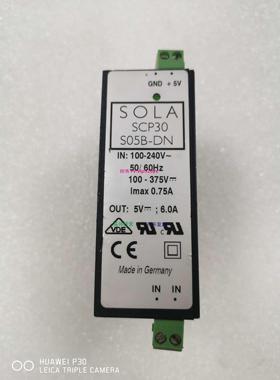 GND + 5V
SOLA
SCP30
S05B-DN
IN: 100-240V~
50/ 60Hz
100 - 375V⎓
Imax 0.75A
OUT: 5V⎓; 6.0A
VDE
CE
Made in Germany
IN IN
HUAWEI P30
LEICA TRIPLE CAMERA